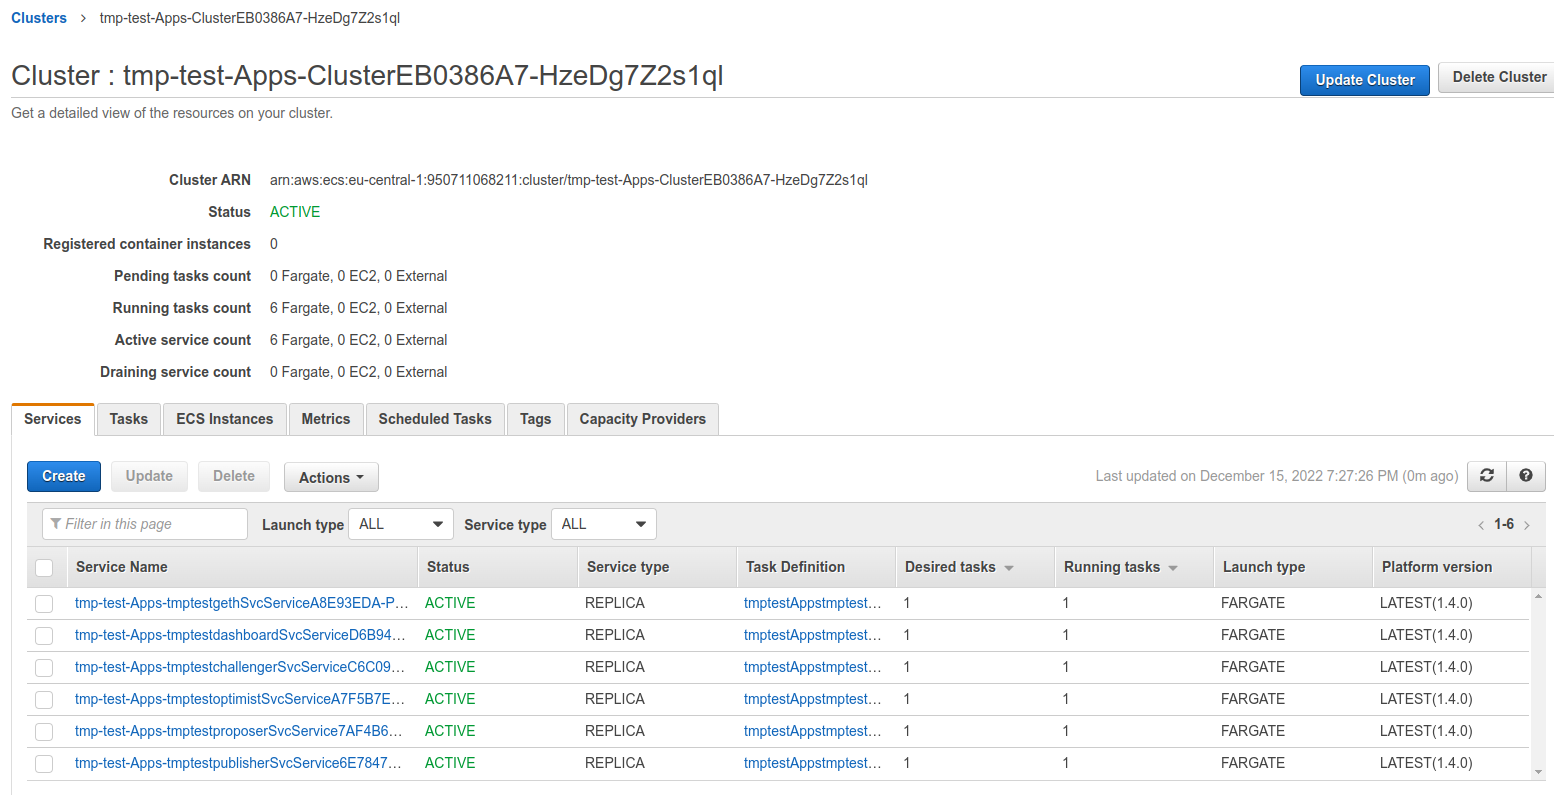 Clusters > tmp-test-Apps-ClusterEB0386A7-HzeDg7Z2s1ql
Cluster : tmp-test-Apps-ClusterEB0386A7-HzeDg7Z2s1ql
Update Cluster Delete Cluster
Get a detailed view of the resources on your cluster.
Cluster ARN arn:aws:ecs:eu-central-1:950711068211:cluster/tmp-test-Apps-ClusterEB0386A7-HzeDg7Z2s1ql
Status ACTIVE
Registered container instances 0
Pending tasks count 0 Fargate, 0 EC2, 0 External
Running tasks count 6 Fargate, 0 EC2, 0 External
Active service count 6 Fargate, 0 EC2, 0 External
Draining service count 0 Fargate, 0 EC2, 0 External
Services Tasks ECS Instances Metrics Scheduled Tasks Tags Capacity Providers
Create Update Delete Actions Last updated on December 15, 2022 7:27:26 PM (0m ago)
Filter in this page Launch type ALL Service type ALL < 1-6 >
Service Name Status Service type Task Definition Desired tasks Running tasks Launch type Platform version
tmp-test-Apps-tmptestgethSvcServiceA8E93EDA-P... ACTIVE REPLICA tmptestAppstmptest... 1 1 FARGATE LATEST(1.4.0)
tmp-test-Apps-tmptestdashboardSvcServiceD6B94... ACTIVE REPLICA tmptestAppstmptest... 1 1 FARGATE LATEST(1.4.0)
tmp-test-Apps-tmptestchallengerSvcServiceC6C09... ACTIVE REPLICA tmptestAppstmptest... 1 1 FARGATE LATEST(1.4.0)
tmp-test-Apps-tmptestoptimistSvcServiceA7F5B7E... ACTIVE REPLICA tmptestAppstmptest... 1 1 FARGATE LATEST(1.4.0)
tmp-test-Apps-tmptestproposerSvcService7AF4B6... ACTIVE REPLICA tmptestAppstmptest... 1 1 FARGATE LATEST(1.4.0)
tmp-test-Apps-tmptestpublisherSvcService6E7847... ACTIVE REPLICA tmptestAppstmptest... 1 1 FARGATE LATEST(1.4.0)